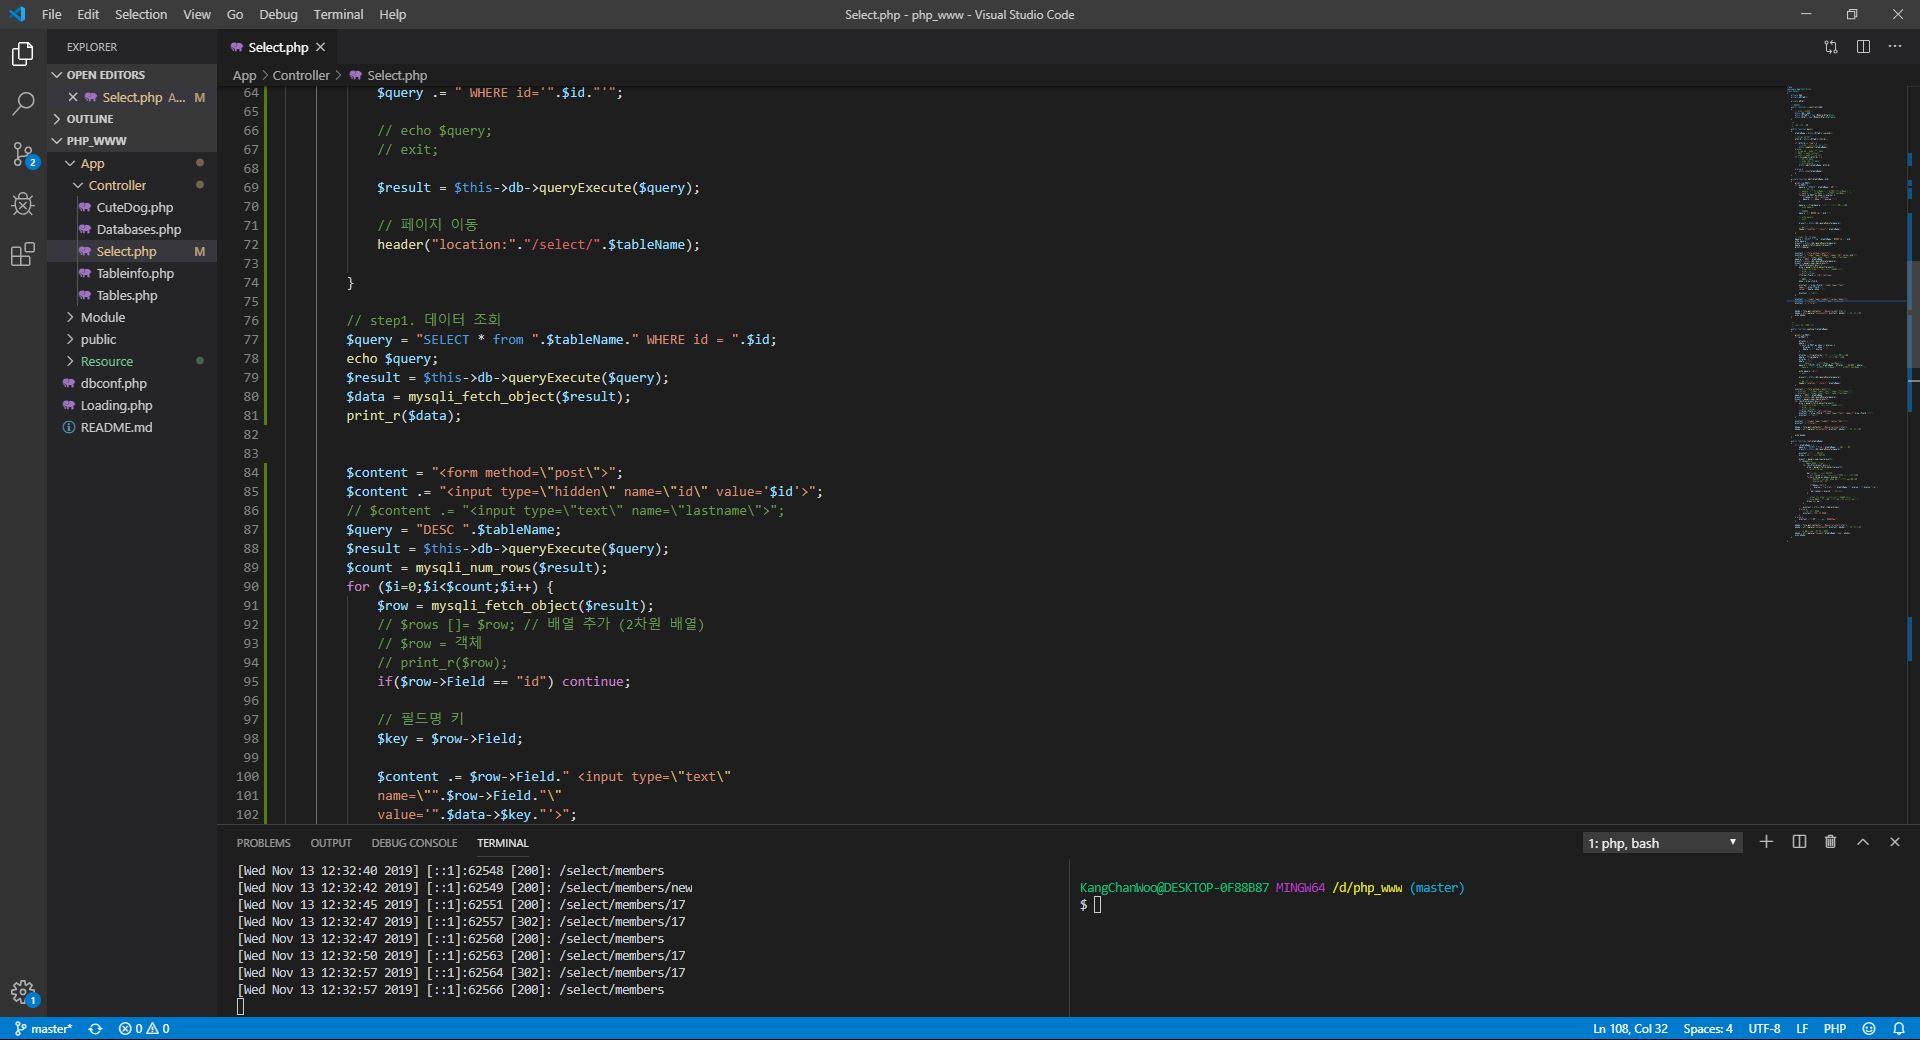 File Edit Selection View Go Debug Terminal Help
Select.php - php_www - Visual Studio Code
EXPLORER
OPEN EDITORS
Select.php A... M
OUTLINE
PHP_WWW
App
Controller
CuteDog.php
Databases.php
Select.php M
Tableinfo.php
Tables.php
Module
public
Resource
dbconf.php
Loading.php
README.md
2
1
Select.php
App > Controller > Select.php
64 $query .= " WHERE id='".$id."'";
65
66 // echo $query;
67 // exit;
68
69 $result = $this->db->queryExecute($query);
70
71 // 페이지 이동
72 header("location:"."/select/".$tableName);
73
74 }
75
76 // step1. 데이터 조회
77 $query = "SELECT * from ".$tableName." WHERE id = ".$id;
78 echo $query;
79 $result = $this->db->queryExecute($query);
80 $data = mysqli_fetch_object($result);
81 print_r($data);
82
83
84 $content = "<form method=\"post\">";
85 $content .= "<input type=\"hidden\" name=\"id\" value='$id'>";
86 // $content .= "<input type=\"text\" name=\"lastname\">";
87 $query = "DESC ".$tableName;
88 $result = $this->db->queryExecute($query);
89 $count = mysqli_num_rows($result);
90 for ($i=0;$i<$count;$i++) {
91 $row = mysqli_fetch_object($result);
92 // $rows []= $row; // 배열 추가 (2차원 배열)
93 // $row = 객체
94 // print_r($row);
95 if($row->Field == "id") continue;
96
97 // 필드명 키
98 $key = $row->Field;
99
100 $content .= $row->Field." <input type=\"text\"
101 name=\"".$row->Field."\"
102 value='".$data->$key."'>";
PROBLEMS OUTPUT DEBUG CONSOLE TERMINAL
1: php, bash
[Wed Nov 13 12:32:40 2019] [::1]:62548 [200]: /select/members
[Wed Nov 13 12:32:42 2019] [::1]:62549 [200]: /select/members/new
[Wed Nov 13 12:32:45 2019] [::1]:62551 [200]: /select/members/17
[Wed Nov 13 12:32:47 2019] [::1]:62557 [302]: /select/members/17
[Wed Nov 13 12:32:47 2019] [::1]:62560 [200]: /select/members
[Wed Nov 13 12:32:50 2019] [::1]:62563 [200]: /select/members/17
[Wed Nov 13 12:32:57 2019] [::1]:62564 [302]: /select/members/17
[Wed Nov 13 12:32:57 2019] [::1]:62566 [200]: /select/members
KangChanWoo@DESKTOP-0F88B87 MINGW64 /d/php_www (master)
$
master* 0 0
Ln 108, Col 32 Spaces: 4 UTF-8 LF PHP